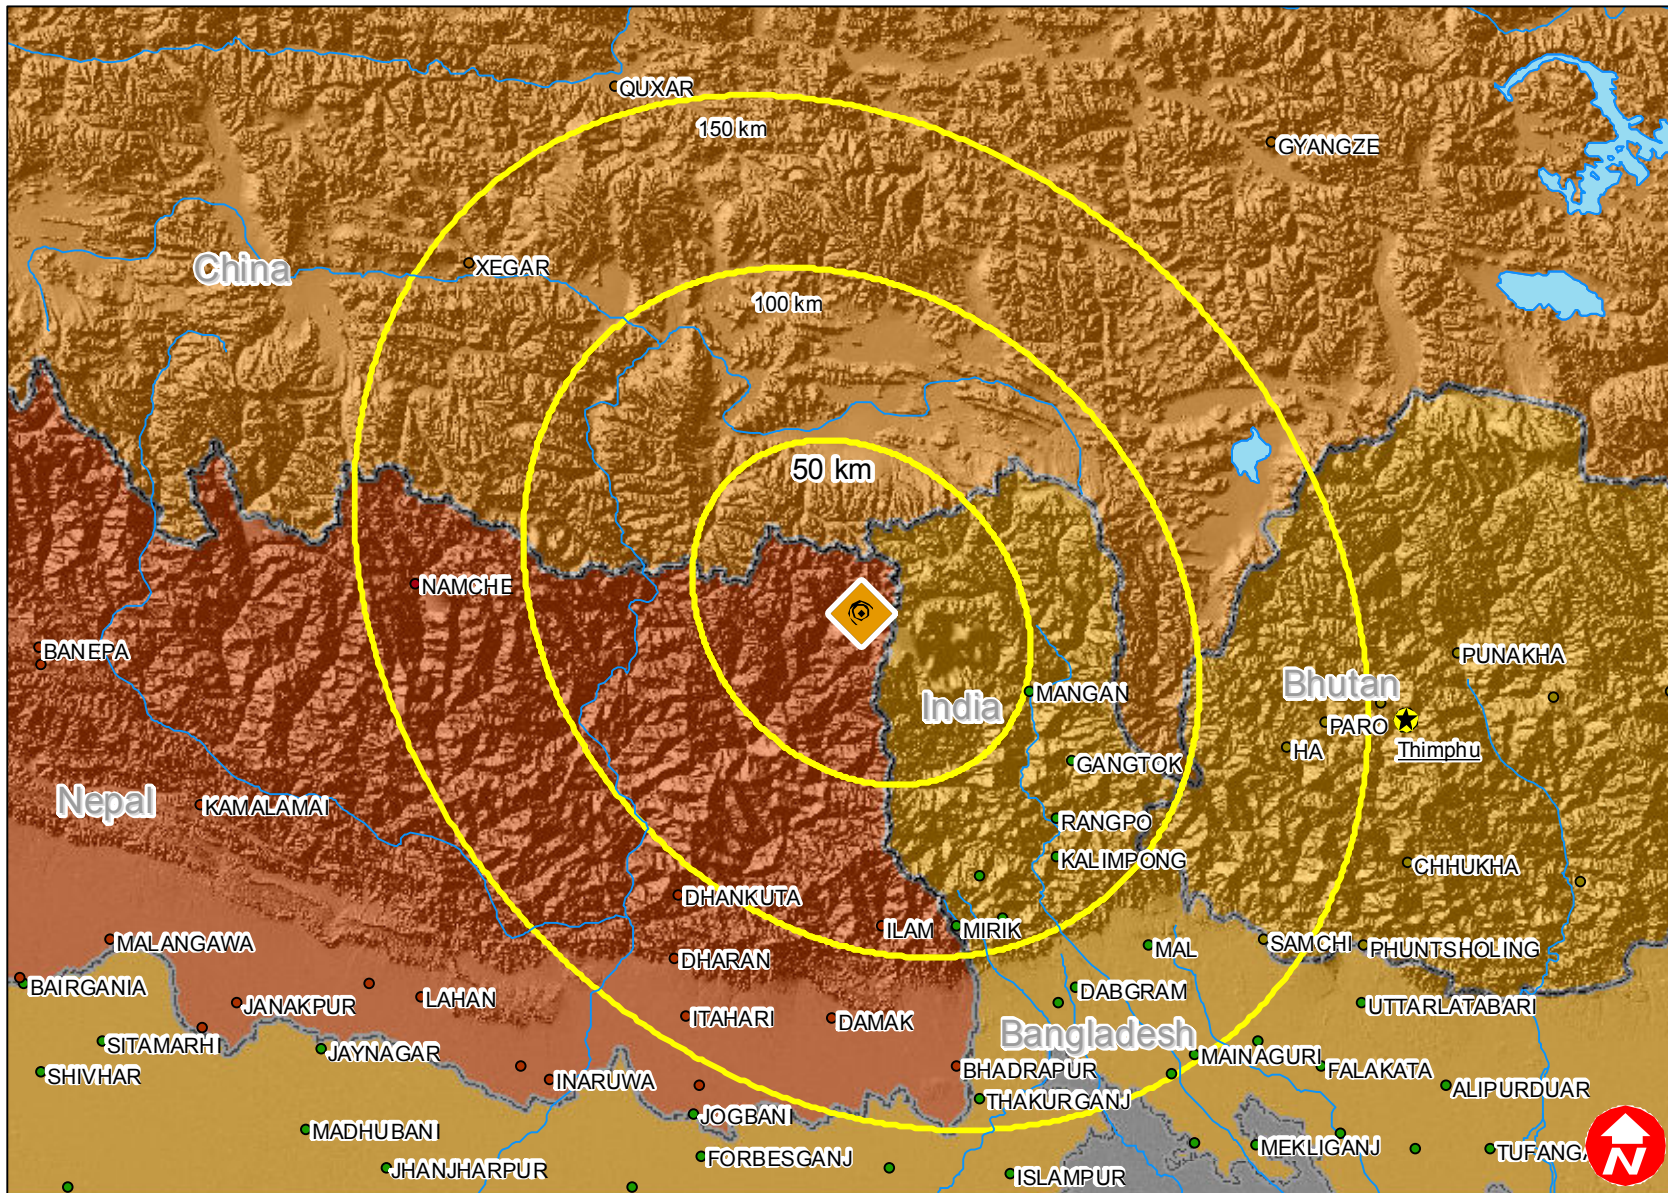 QUXAR
150 km
GYANGZE
China
XEGAR
100 km
50 km
NAMCHE
BANEPA
PUNAKHA
Bhutan
MANGAN
India
PARO
HA
Thimphu
GANGTOK
Nepal
KAMALAMAI
RANGPO
KALIMPONG
CHHUKHA
DHANKUTA
ILAM
MIRIK
MALANGAWA
MAL
SAMCHI
PHUNTSHOLING
DHARAN
BAIRGANIA
DABGRAM
LAHAN
JANAKPUR
UTTARLATABARI
ITAHARI
DAMAK
Bangladesh
SITAMARHI
JAYNAGAR
MAINAGURI
BHADRAPUR
FALAKATA
SHIVHAR
INARUWA
ALIPURDUAR
THAKURGANJ
JOGBANI
MADHUBANI
MEKLIGANJ
TUFANGA
FORBESGANJ
JHANJHARPUR
ISLAMPUR
N